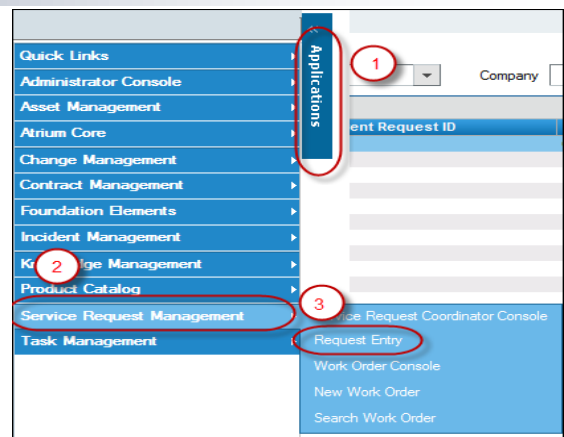 «
Applications
1
Company
Quick Links
Administrator Console
Asset Management
Atrium Core
ent Request ID
Change Management
Contract Management
Foundation Elements
Incident Management
2
Management
Product Catalog
Service Request Management
3
Request Coordinator Console
Task Management
Request Entry
Work Order Console
New Work Order
Search Work Order